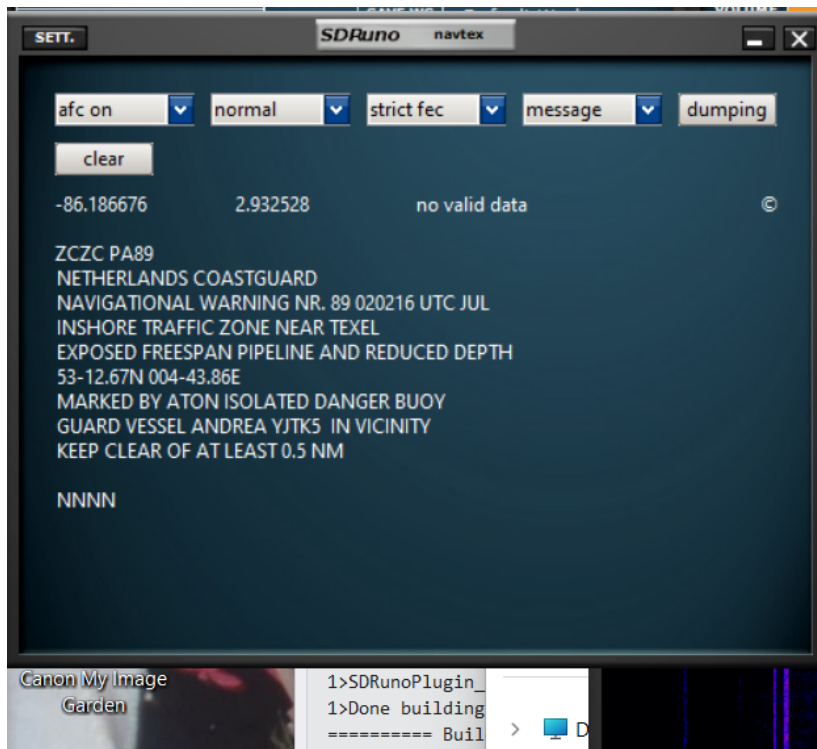 SETT.
SDRuno navtex
afc on normal strict fec message dumping
clear
-86.186676 2.932528 no valid data ©
ZCZC PA89
NETHERLANDS COASTGUARD
NAVIGATIONAL WARNING NR. 89 020216 UTC JUL
INSHORE TRAFFIC ZONE NEAR TEXEL
EXPOSED FREESPAN PIPELINE AND REDUCED DEPTH
53-12.67N 004-43.86E
MARKED BY ATON ISOLATED DANGER BUOY
GUARD VESSEL ANDREA YJTK5  IN VICINITY
KEEP CLEAR OF AT LEAST 0.5 NM
NNNN
Canon My Image
Garden
1>SDRunoPlugin_
1>Done building
========== Buil
D